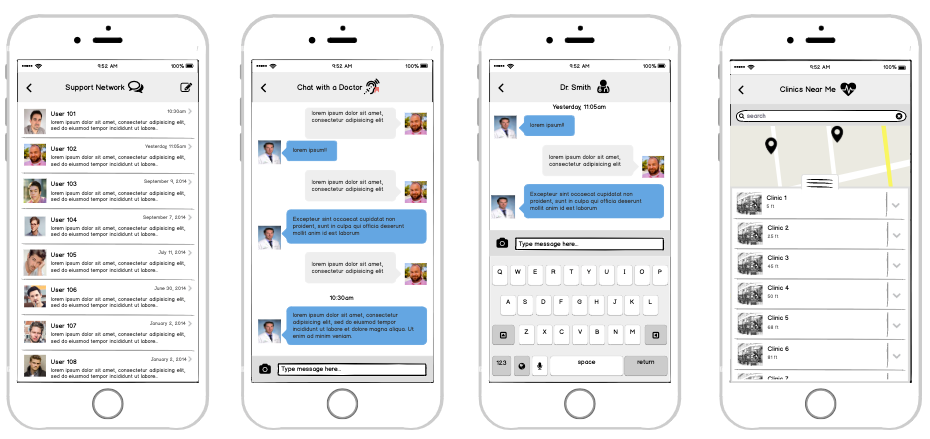 9:52 AM 100%
Support Network
User 101 10:30am
lorem ipsum dolor sit amet, consectetur adipisicing elit,
sed do eiusmod tempor incididunt ut labore..
User 102 Yesterday, 11:05am
lorem ipsum dolor sit amet, consectetur adipisicing elit,
sed do eiusmod tempor incididunt ut labore..
User 103 September 9, 2014
lorem ipsum dolor sit amet, consectetur adipisicing elit,
sed do eiusmod tempor incididunt ut labore..
User 104 September 7, 2014
lorem ipsum dolor sit amet, consectetur adipisicing elit,
sed do eiusmod tempor incididunt ut labore..
User 105 July 11, 2014
lorem ipsum dolor sit amet, consectetur adipisicing elit,
sed do eiusmod tempor incididunt ut labore..
User 106 June 30, 2014
lorem ipsum dolor sit amet, consectetur adipisicing elit,
sed do eiusmod tempor incididunt ut labore..
User 107 January 2, 2014
lorem ipsum dolor sit amet, consectetur adipisicing elit,
sed do eiusmod tempor incididunt ut labore..
User 108 January 2, 2014
lorem ipsum dolor sit amet, consectetur adipisicing elit,
sed do eiusmod tempor incididunt ut labore..
9:52 AM 100%
Chat with a Doctor
lorem ipsum dolor sit amet,
consectetur adipisicing elit
lorem ipsum!!
lorem ipsum dolor sit amet,
consectetur adipisicing elit
Excepteur sint occaecat cupidatat non
proident, sunt in culpa qui officia deserunt
mollit anim id est laborum
lorem ipsum dolor sit amet,
consectetur adipisicing elit
10:30am
lorem ipsum dolor sit amet, consectetur
adipisicing elit, sed do eiusmod tempor
incididunt ut labore et dolore magna aliqua. Ut
enim ad minim veniam.
Type message here..
9:52 AM 100%
Dr. Smith
Yesterday, 11:05am
lorem ipsum!!
lorem ipsum dolor sit amet,
consectetur adipisicing elit
Excepteur sint occaecat cupidatat non
proident, sunt in culpa qui officia deserunt
mollit anim id est laborum
Type message here..
Q W E R T Y U I O P
A S D F G H J K L
Z X C V B N M
123 space return
9:52 AM 100%
Clinics Near Me
search
Clinic 1
5 ft
Clinic 2
25 ft
Clinic 3
45 ft
Clinic 4
50 ft
Clinic 5
68 ft
Clinic 6
81 ft
Clinic 7